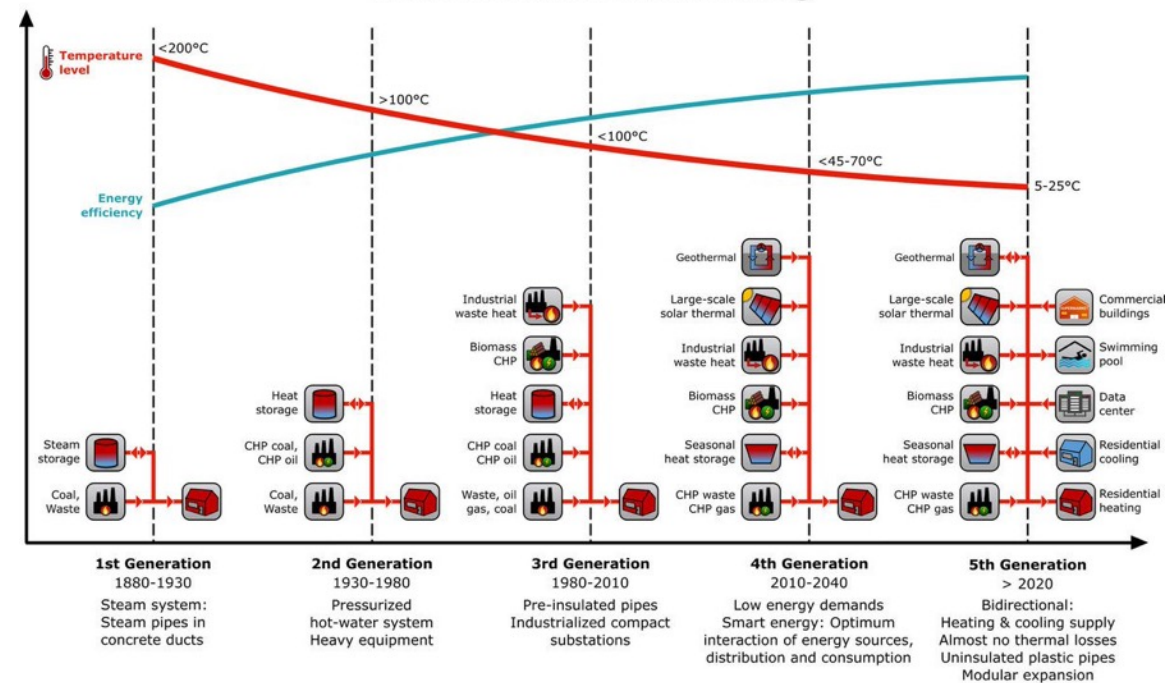 Temperature
level
<200°C
>100°C
<100°C
<45-70°C
5-25°C
Energy
efficiency
Steam
storage
Coal,
Waste
Heat
storage
CHP coal,
CHP oil
Coal,
Waste
Industrial
waste heat
Biomass
CHP
Heat
storage
CHP coal
CHP oil
Waste, oil
gas, coal
Geothermal
Large-scale
solar thermal
Industrial
waste heat
Biomass
CHP
Seasonal
heat storage
CHP waste
CHP gas
Geothermal
Large-scale
solar thermal
Industrial
waste heat
Biomass
CHP
Seasonal
heat storage
CHP waste
CHP gas
Commercial
buildings
Swimming
pool
Data
center
Residential
cooling
Residential
heating
1st Generation
1880-1930
Steam system:
Steam pipes in
concrete ducts
2nd Generation
1930-1980
Pressurized
hot-water system
Heavy equipment
3rd Generation
1980-2010
Pre-insulated pipes
Industrialized compact
substations
4th Generation
2010-2040
Low energy demands
Smart energy: Optimum
interaction of energy sources,
distribution and consumption
5th Generation
> 2020
Bidirectional:
Heating & cooling supply
Almost no thermal losses
Uninsulated plastic pipes
Modular expansion